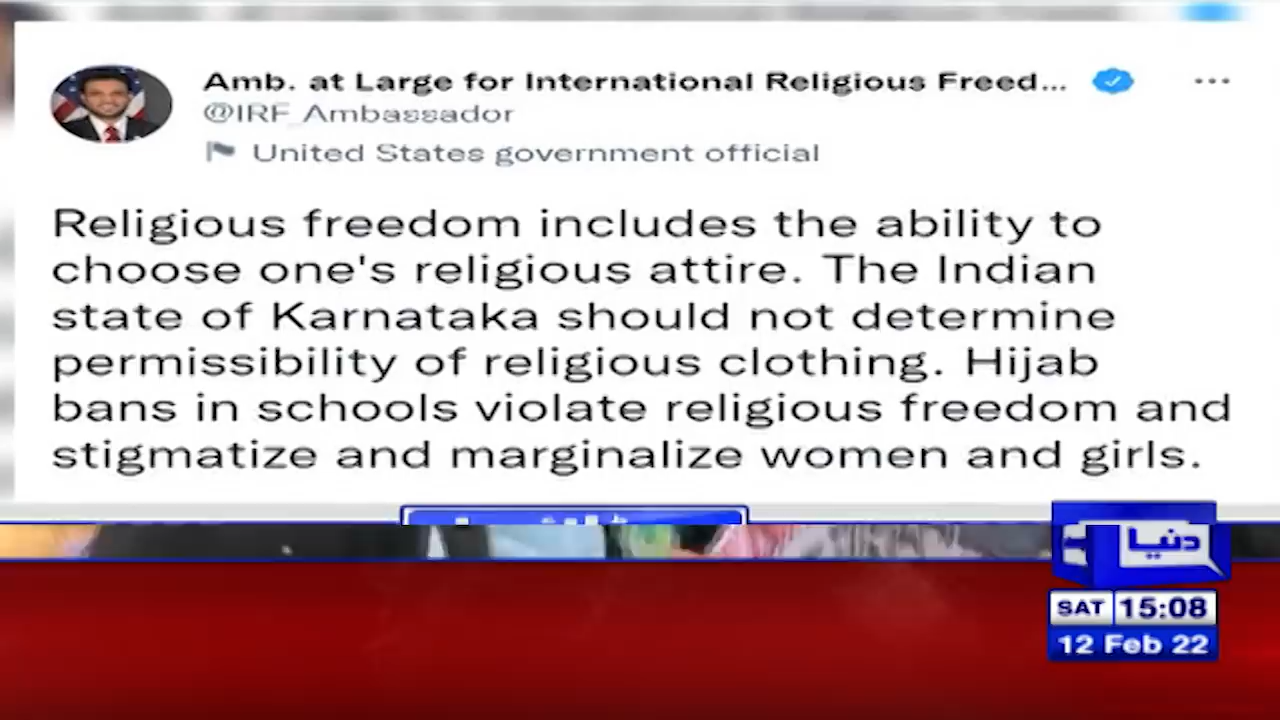 Amb. at Large for International Religious Freed...
@IRF_Ambassador
United States government official
Religious freedom includes the ability to
choose one's religious attire. The Indian
state of Karnataka should not determine
permissibility of religious clothing. Hijab
bans in schools violate religious freedom and
stigmatize and marginalize women and girls.
دنیا
SAT 15:08
12 Feb 22